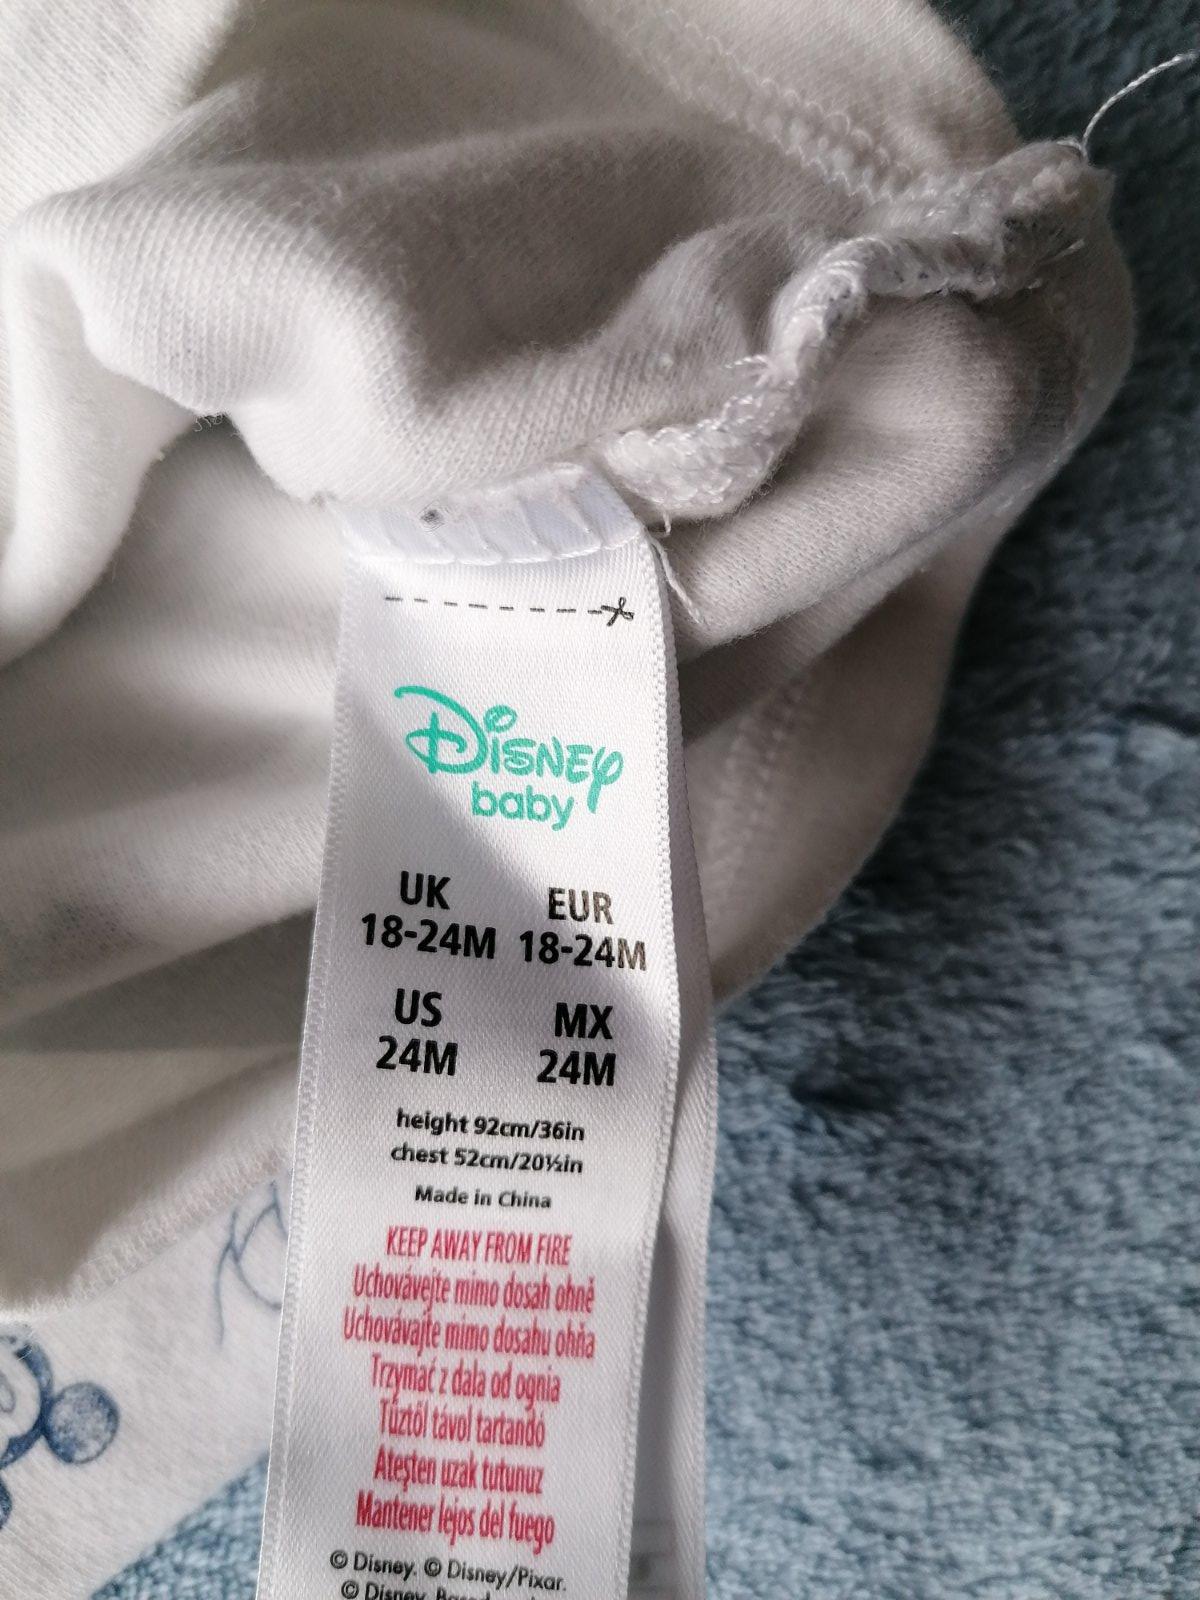 Disney
baby
UK EUR
18-24M 18-24M
US MX
24M 24M
height 92cm/36in
chest 52cm/20½in
Made in China
KEEP AWAY FROM FIRE
Uchovávejte mimo dosah ohně
Uchovávajte mimo dosahu ohňa
Trzymać z dala od ognia
Tűztől távol tartandó
Ateşten uzak tutunuz
Mantener lejos del fuego
© Disney. © Disney/Pixar.
© Disney. Based